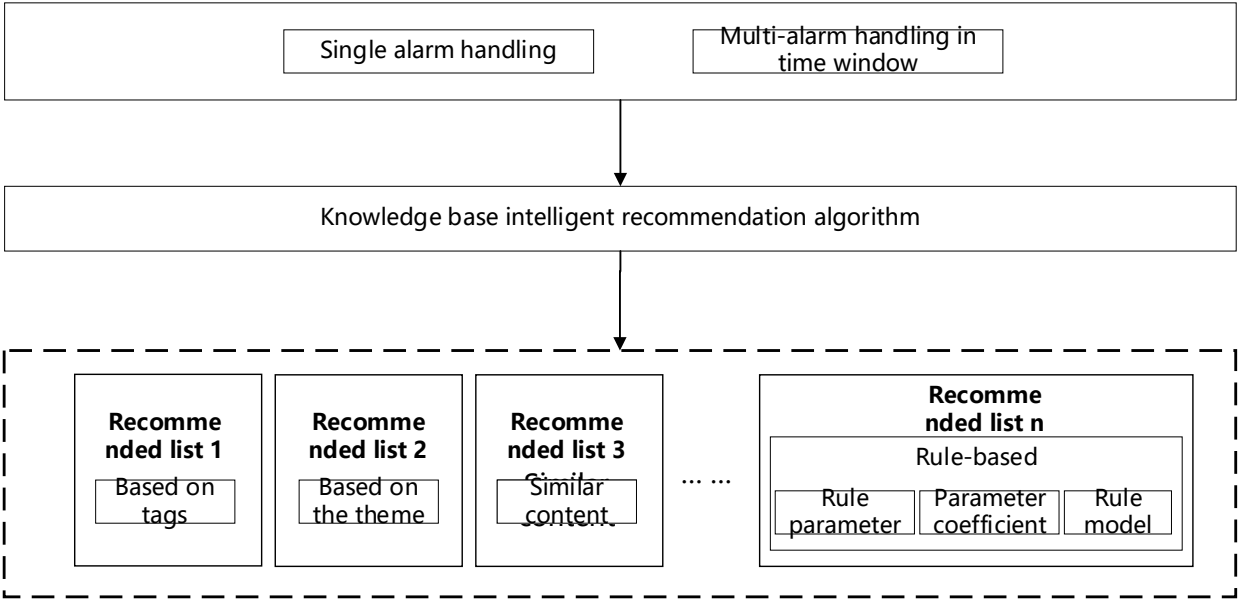 Single alarm handling
Multi-alarm handling in
time window
Knowledge base intelligent recommendation algorithm
Recomme
nded list 1
Based on
tags
Recomme
nded list 2
Based on
the theme
Recomme
nded list 3
Similar
content
... ...
Recomme
nded list n
Rule-based
Rule
parameter
Parameter
coefficient
Rule
model